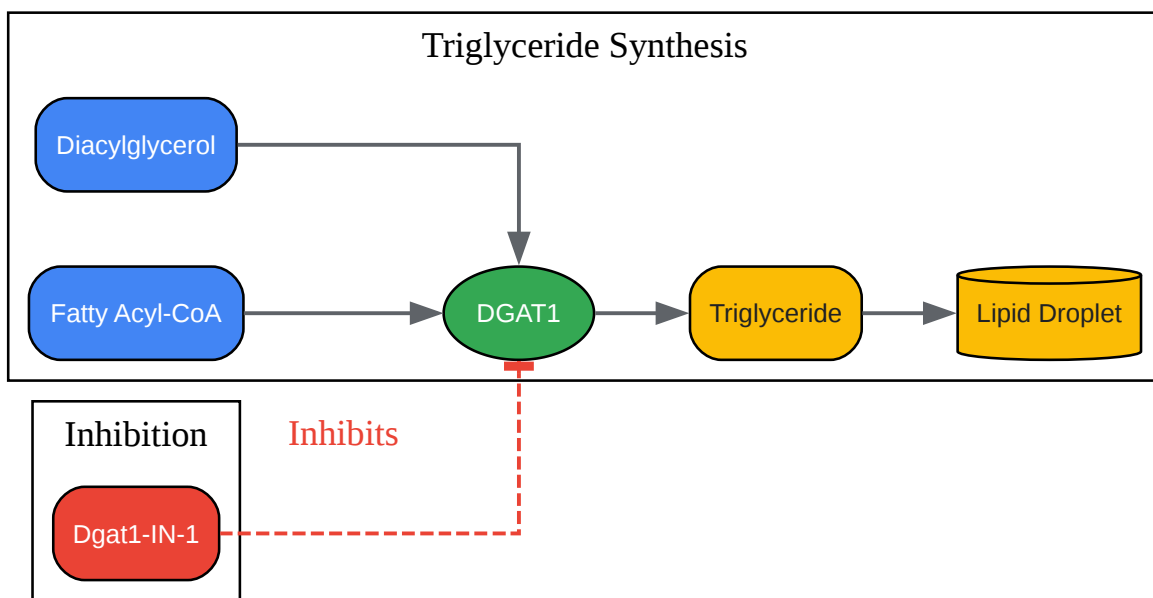 Triglyceride Synthesis
Diacylglycerol
Fatty Acyl-CoA
DGAT1
Triglyceride
Lipid Droplet
Inhibition
Inhibits
Dgat1-IN-1